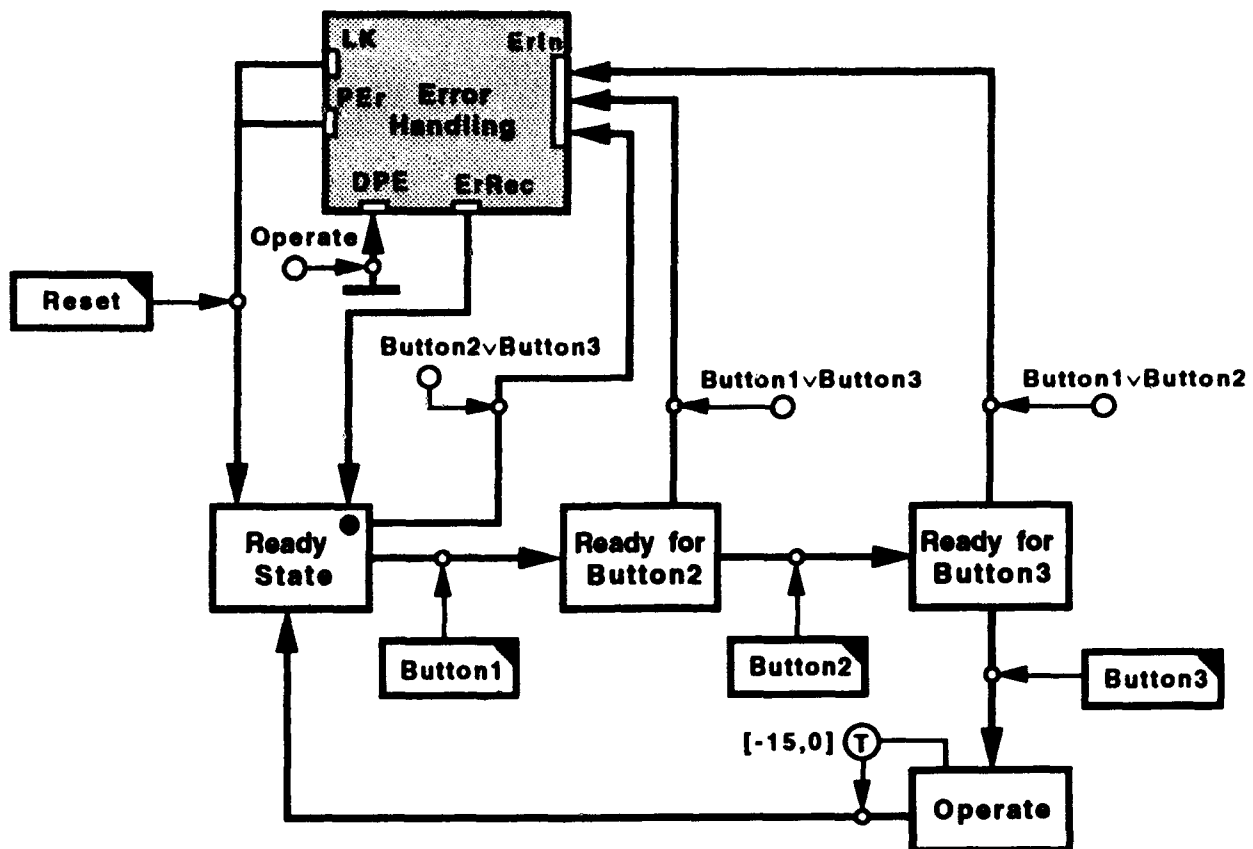 LK
ErIn
PEr
Error
Handling
DPE
ErRec
Operate
Reset
Button2∨Button3
Button1∨Button3
Button1∨Button2
Ready
State
Ready for
Button2
Ready for
Button3
Button1
Button2
Button3
[-15,0]
T
Operate